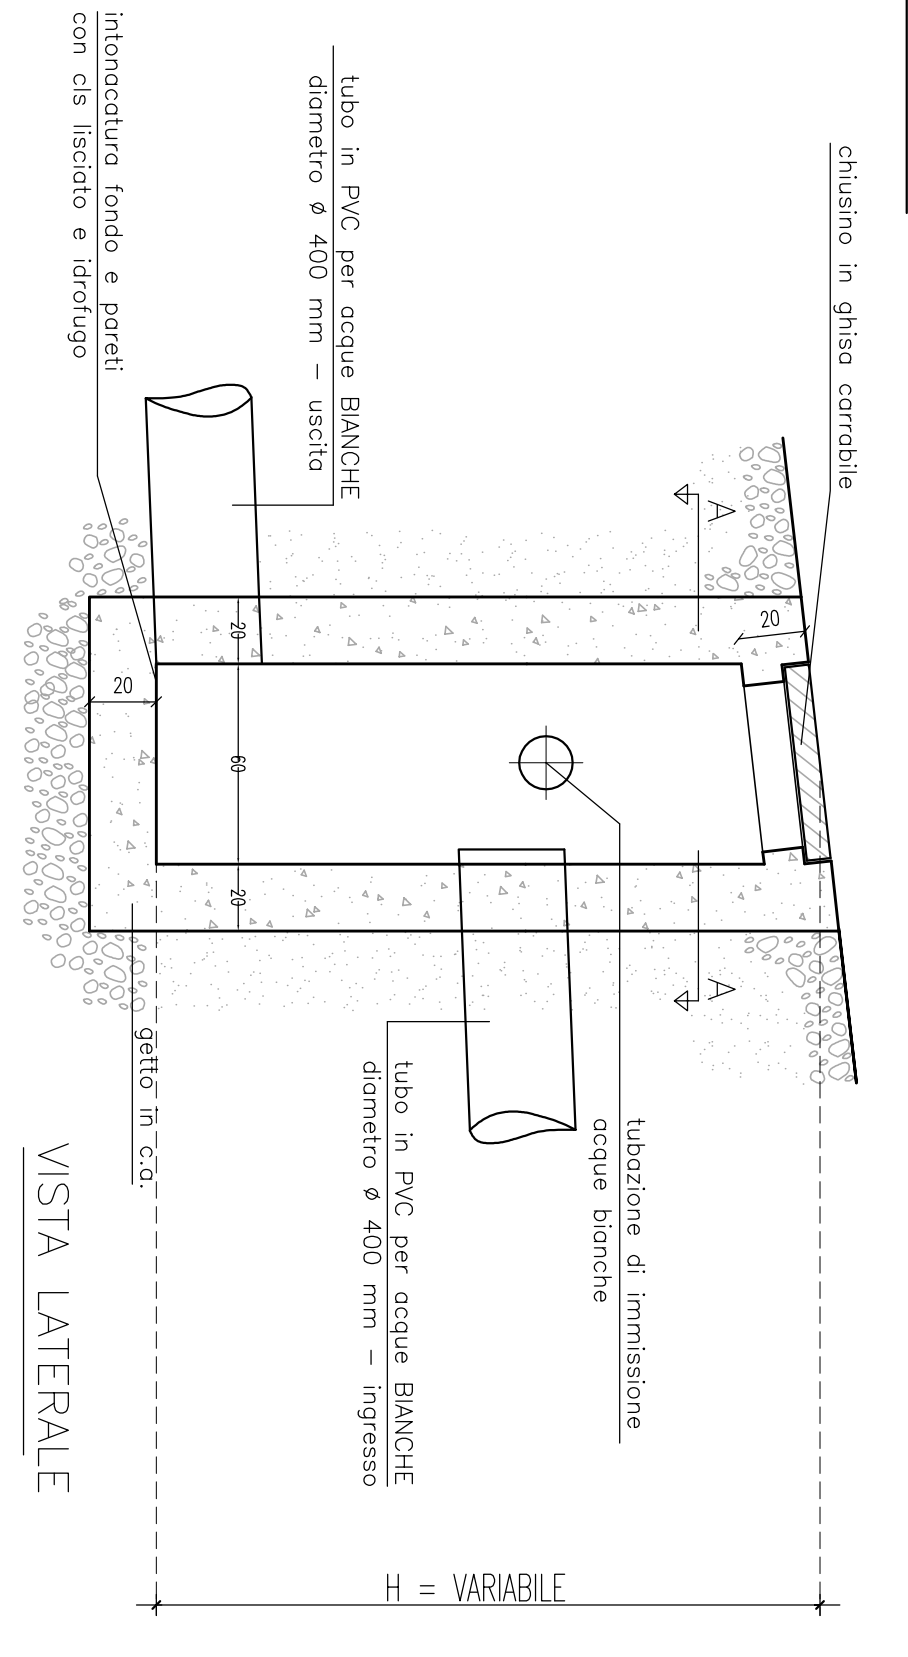 chiusino in ghisa carrabile
tubo in PVC per acque BIANCHE
diametro ø 400 mm – uscita
intonacatura fondo e pareti
con cls lisciato e idrofugo
A
A
20
20
20
60
20
tubazione di immissione
acque bianche
tubo in PVC per acque BIANCHE
diametro ø 400 mm – ingresso
getto in c.a.
H = VARIABILE
VISTA LATERALE